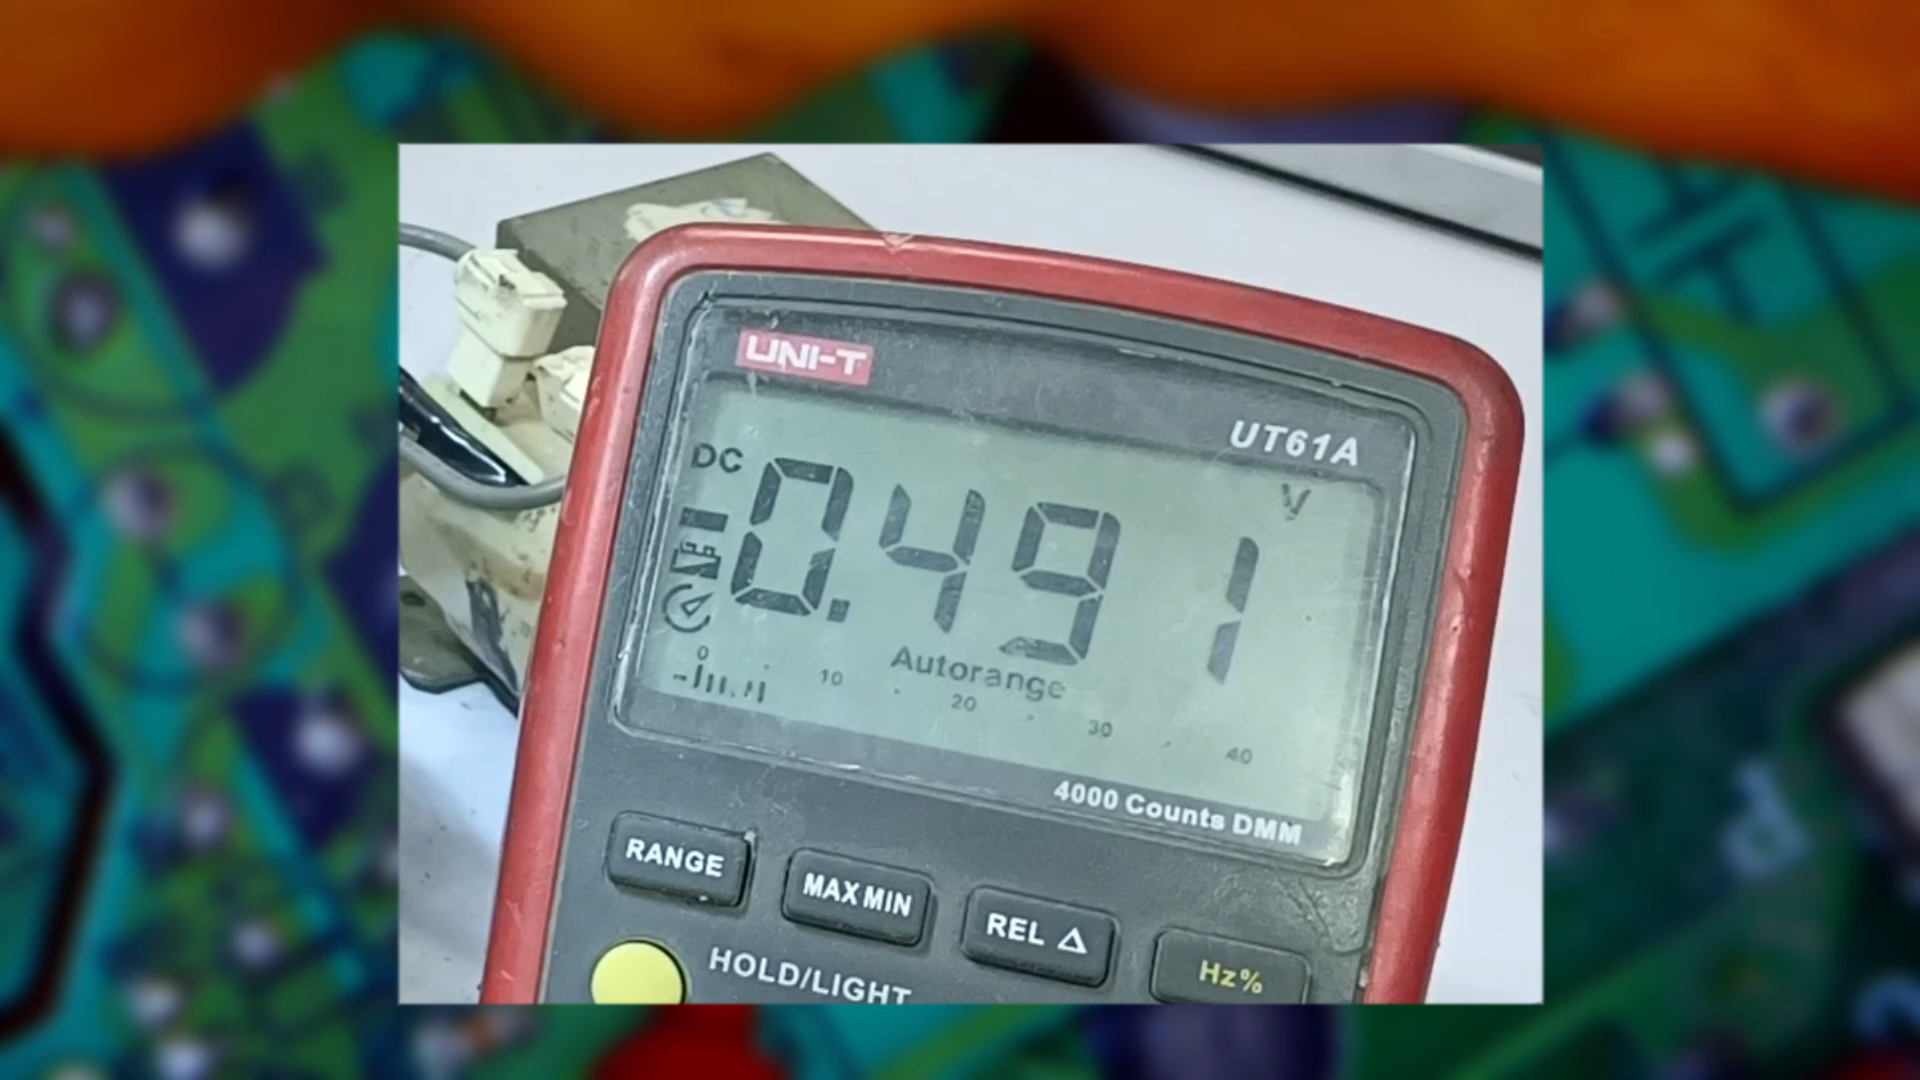 UNI-T
UT61A
DC
V
-0.491
Autorange
0
10
20
30
40
4000 Counts DMM
RANGE
MAX MIN
REL Δ
Hz%
HOLD/LIGHT